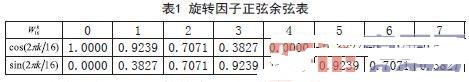 表1 旋转因子正弦余弦表
0 1 2 3 4 5 6 7
cos(2πk/16) 1.0000 0.9239 0.7071 0.3827 0.0000
sin(2πk/16) 0.0000 0.3827 0.7071 0.9239 0.9239 0.7071